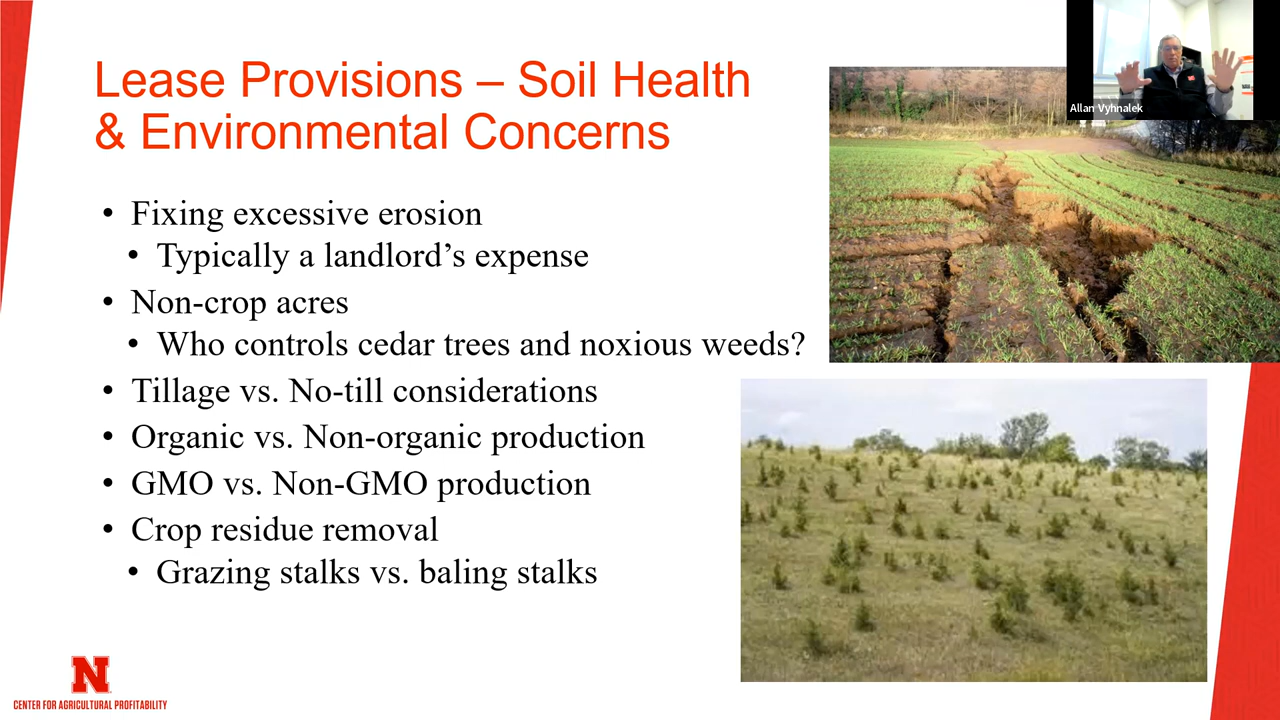 Lease Provisions – Soil Health
& Environmental Concerns
Allan Vyhnalek
• Fixing excessive erosion
• Typically a landlord’s expense
• Non-crop acres
• Who controls cedar trees and noxious weeds?
• Tillage vs. No-till considerations
• Organic vs. Non-organic production
• GMO vs. Non-GMO production
• Crop residue removal
• Grazing stalks vs. baling stalks
N
CENTER FOR AGRICULTURAL PROFITABILITY